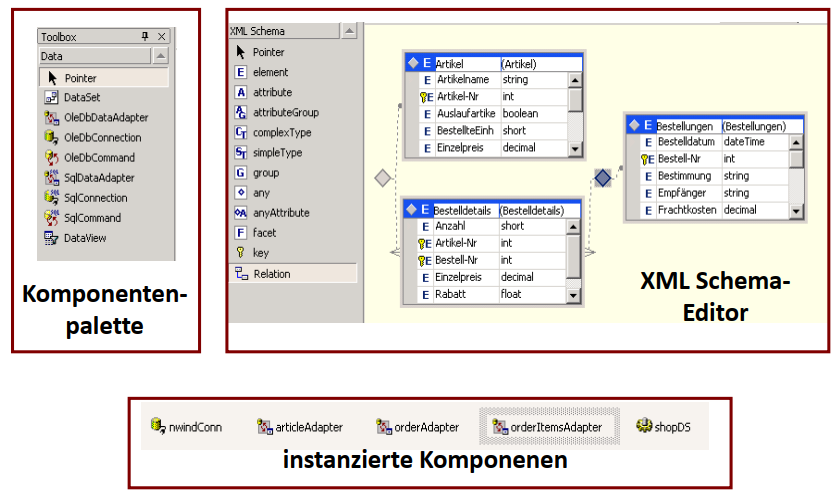 Toolbox
Data
Pointer
DataSet
OleDbDataAdapter
OleDbConnection
OleDbCommand
SqlDataAdapter
SqlConnection
SqlCommand
DataView
Komponenten-
palette
XML Schema
Pointer
element
attribute
attributeGroup
complexType
simpleType
group
any
anyAttribute
facet
key
Relation
E Artikel (Artikel)
E Artikelname string
E Artikel-Nr int
E Auslaufartike boolean
E BestellteEinh short
E Einzelpreis decimal
E Bestelldetails (Bestelldetails)
E Anzahl short
E Artikel-Nr int
E Bestell-Nr int
E Einzelpreis decimal
E Rabatt float
E Bestellungen (Bestellungen)
E Bestelldatum dateTime
E Bestell-Nr int
E Bestimmung string
E Empfänger string
E Frachtkosten decimal
XML Schema-
Editor
nwindConn articleAdapter orderAdapter orderItemsAdapter shopDS
instanzierte Komponenen